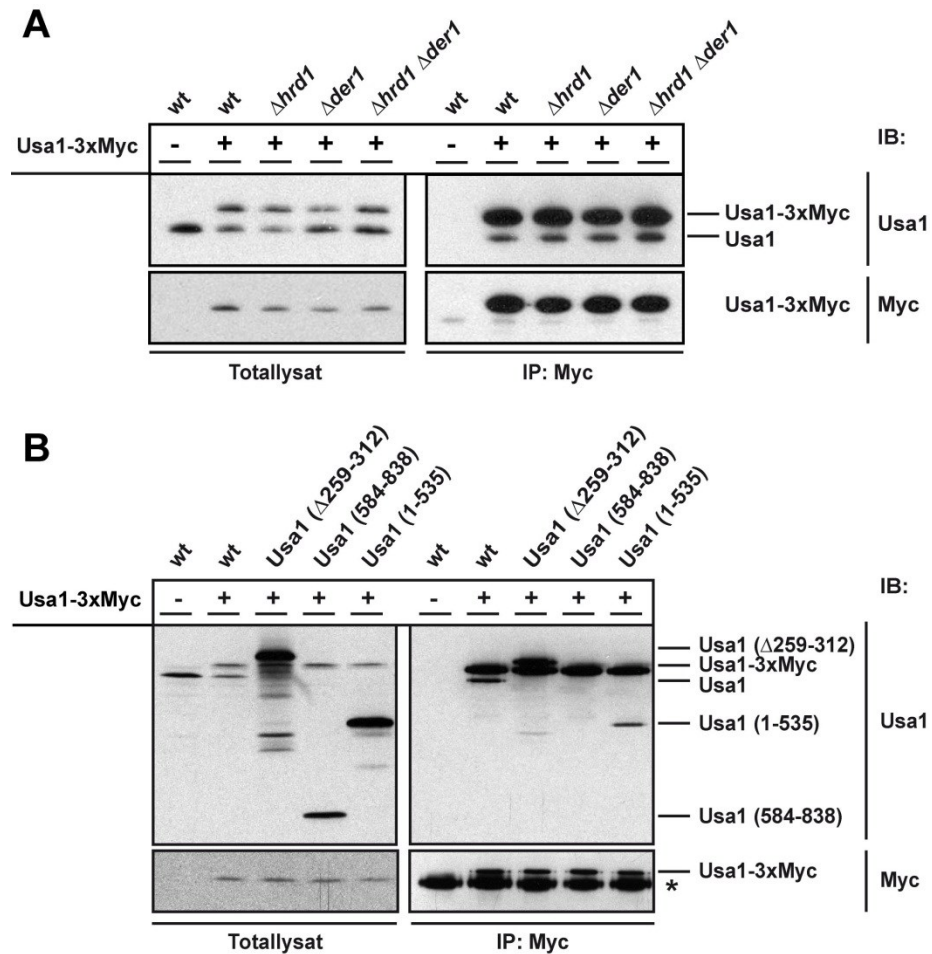 A
wt wt Δhrd1 Δder1 Δhrd1 Δder1 wt wt Δhrd1 Δder1 Δhrd1 Δder1
Usa1-3xMyc - + + + + - + + + + IB:
Usa1-3xMyc
Usa1
Usa1
Usa1-3xMyc Myc
Totallysat IP: Myc
B
wt wt Usa1 (Δ259-312) Usa1 (584-838) Usa1 (1-535) wt wt Usa1 (Δ259-312) Usa1 (584-838) Usa1 (1-535)
Usa1-3xMyc - + + + + - + + + + IB:
Usa1 (Δ259-312)
Usa1-3xMyc
Usa1
Usa1 (1-535) Usa1
Usa1 (584-838)
Usa1-3xMyc
* Myc
Totallysat IP: Myc